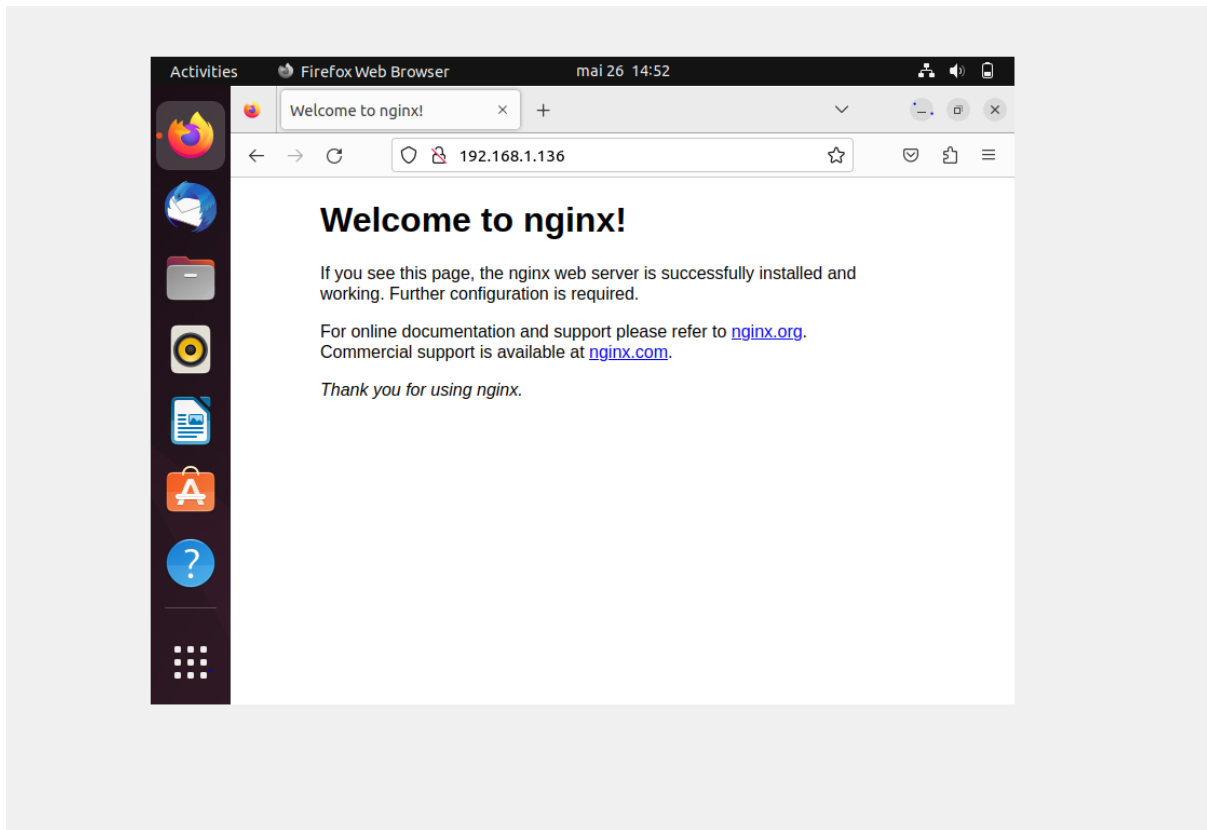 Activities Firefox Web Browser mai 26 14:52
Welcome to nginx!
192.168.1.136
Welcome to nginx!
If you see this page, the nginx web server is successfully installed and
working. Further configuration is required.
For online documentation and support please refer to nginx.org.
Commercial support is available at nginx.com.
Thank you for using nginx.